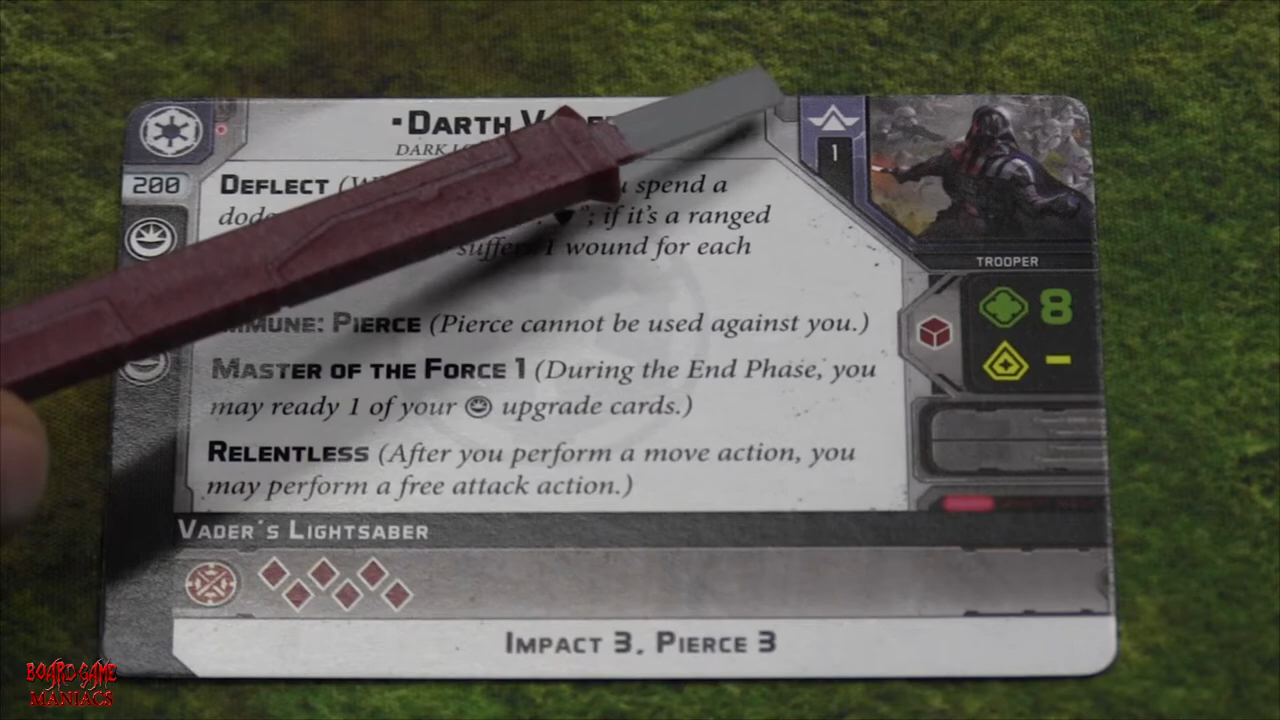 ▪DARTH
DARK
1
200
DEFLECT (W spend a
dod ”; if it's a ranged
suffers 1 wound for each
IMMUNE: PIERCE (Pierce cannot be used against you.)
MASTER OF THE FORCE 1 (During the End Phase, you
may ready 1 of your upgrade cards.)
RELENTLESS (After you perform a move action, you
may perform a free attack action.)
TROOPER
8
–
VADER'S LIGHTSABER
IMPACT 3, PIERCE 3
BOARD GAME
MANIACS